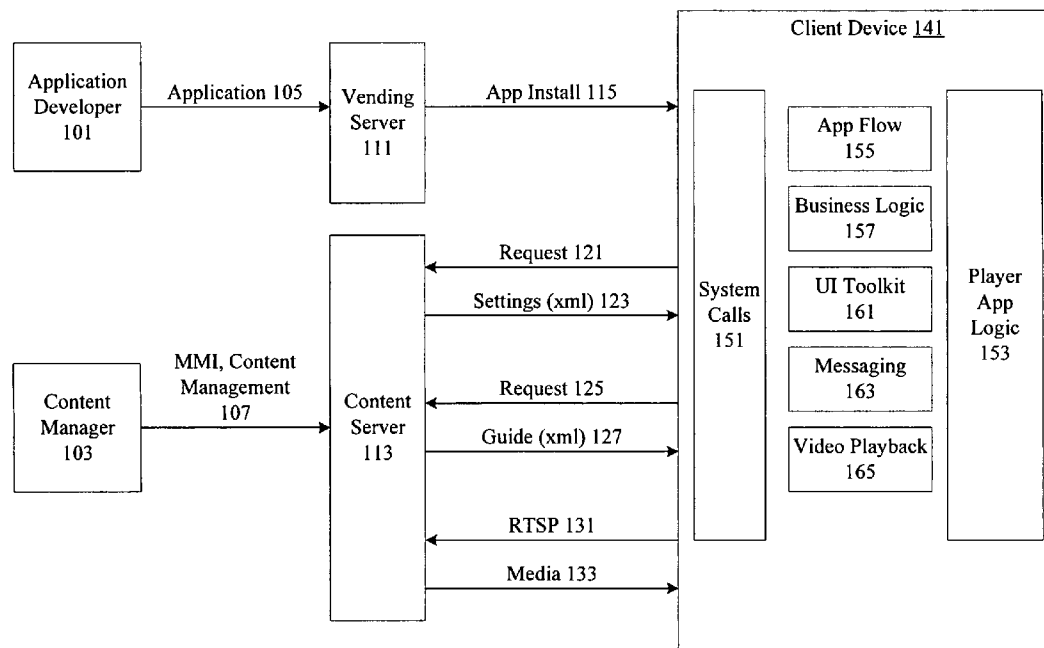 Client Device 141
Application
Developer
101
Application 105
Vending
Server
111
App Install 115
System
Calls
151
App Flow
155
Business Logic
157
UI Toolkit
161
Messaging
163
Video Playback
165
Player
App
Logic
153
Content
Manager
103
MMI, Content
Management
107
Content
Server
113
Request 121
Settings (xml) 123
Request 125
Guide (xml) 127
RTSP 131
Media 133